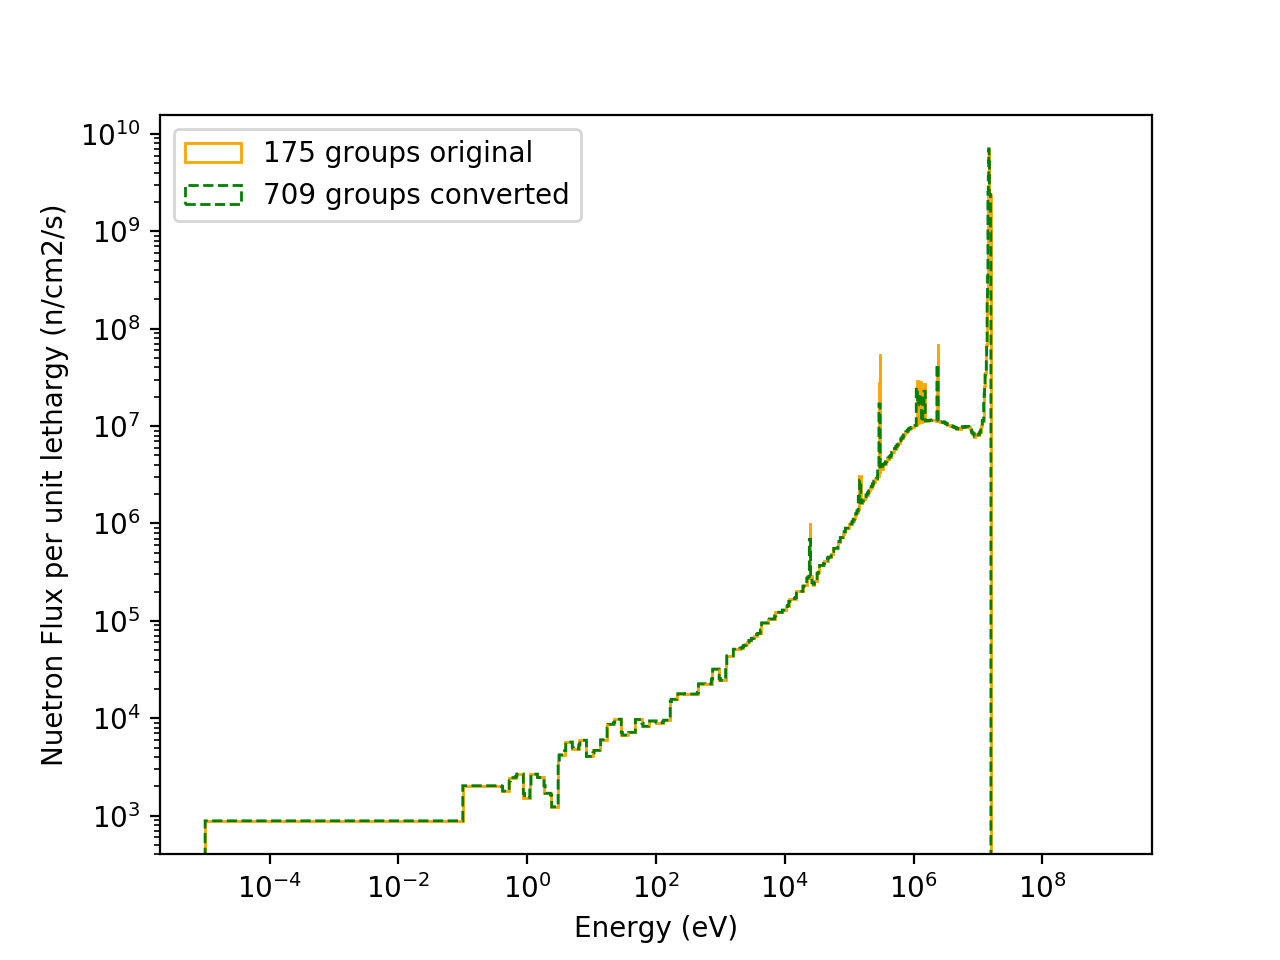 175 groups original
709 groups converted
10^10
10^9
10^8
10^7
10^6
10^5
10^4
10^3
Nuetron Flux per unit lethargy (n/cm2/s)
10^−4 10^−2 10^0 10^2 10^4 10^6 10^8
Energy (eV)